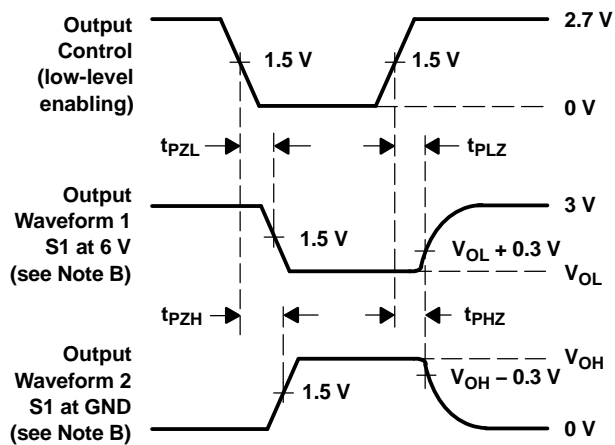 Output
Control
(low-level
enabling)
2.7 V
1.5 V
1.5 V
0 V
tPZL
tPLZ
Output
Waveform 1
S1 at 6 V
(see Note B)
3 V
1.5 V
VOL + 0.3 V
VOL
tPZH
tPHZ
Output
Waveform 2
S1 at GND
(see Note B)
VOH
1.5 V
VOH − 0.3 V
0 V